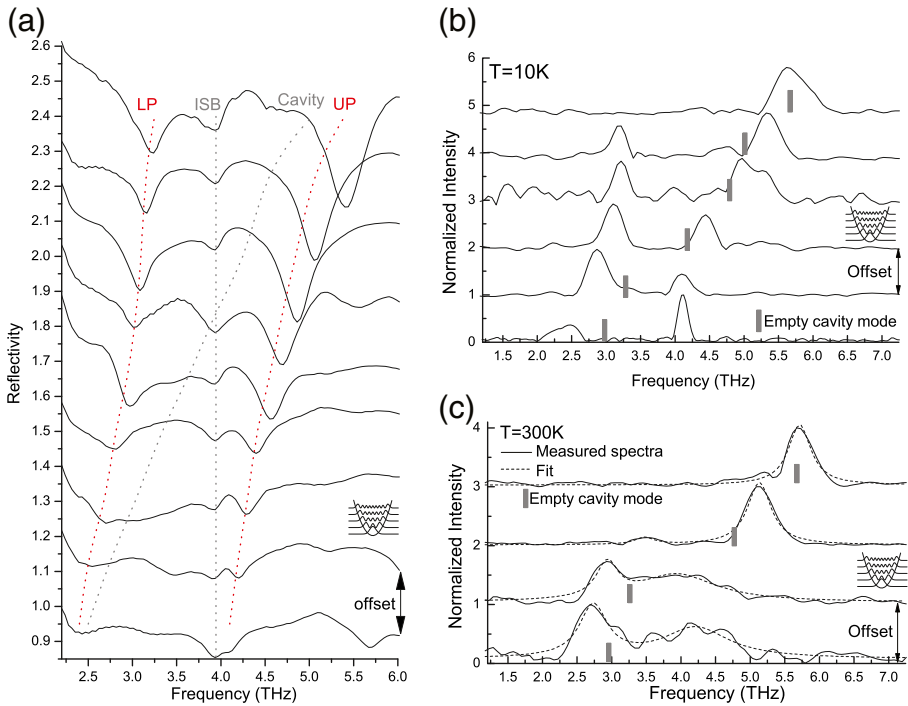 (a)
2.6
2.5
2.4
2.3
2.2
2.1
2.0
1.9
1.8
1.7
1.6
1.5
1.4
1.3
1.2
1.1
1.0
0.9
Reflectivity
LP
ISB
Cavity
UP
offset
2.5 3.0 3.5 4.0 4.5 5.0 5.5 6.0
Frequency (THz)
(b)
T=10K
6
5
4
3
2
1
0
Normalized Intensity
Offset
Empty cavity mode
1.5 2.0 2.5 3.0 3.5 4.0 4.5 5.0 5.5 6.0 6.5 7.0
Frequency (THz)
(c)
T=300K
Measured spectra
Fit
Empty cavity mode
4
3
2
1
0
Normalized Intensity
Offset
1.5 2.0 2.5 3.0 3.5 4.0 4.5 5.0 5.5 6.0 6.5 7.0
Frequency (THz)